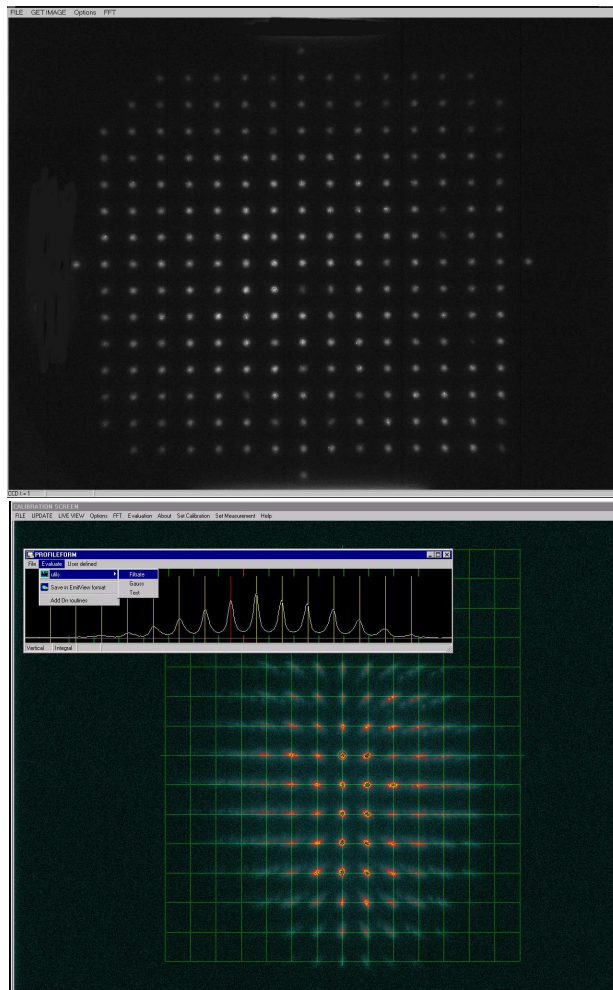 FILE GET IMAGE Options FFT
CCD t = 1
CALIBRATION SCREEN
FILE UPDATE LIVE VIEW Options FFT Evaluation About Set Calibration Set Measurement Help
PROFILEFORM
File Evaluate User defined
utils Filtrate
Gauss
Save in EmitView format
Test
Add On routines
Vertical Integral